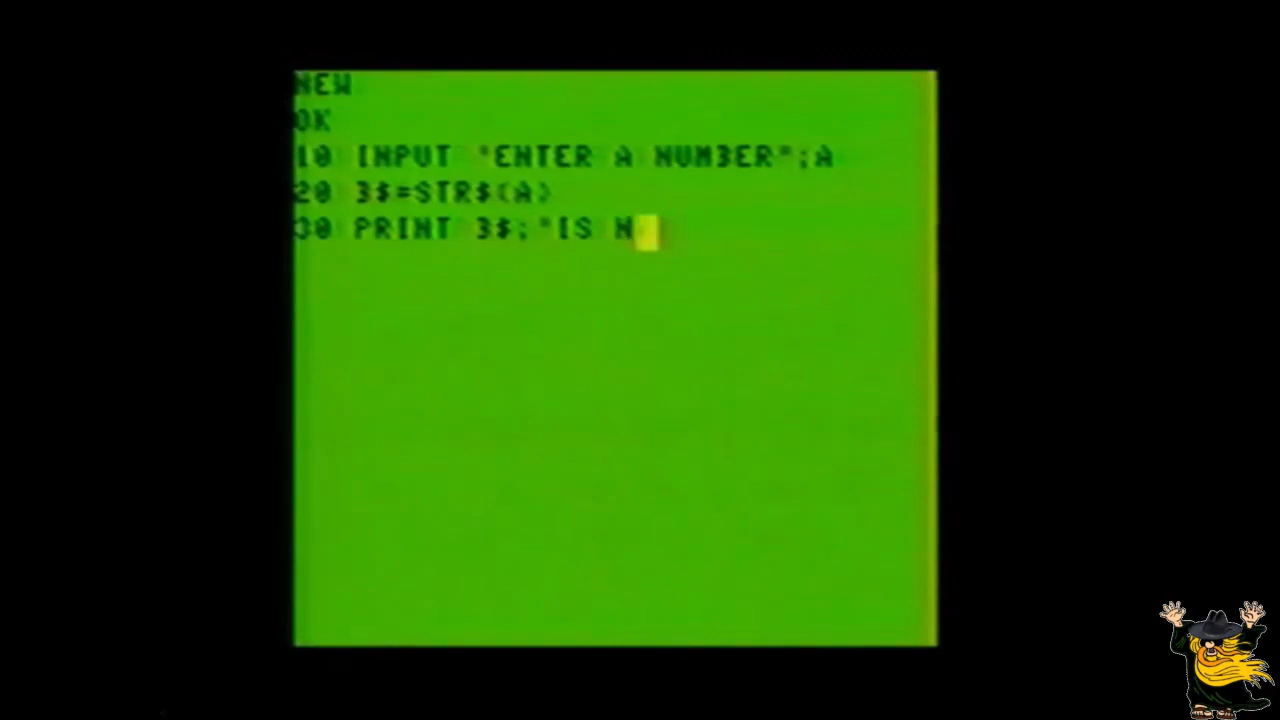 NEW
OK
10 INPUT "ENTER A NUMBER";A
20 B$=STR$(A)
30 PRINT B$;"IS N